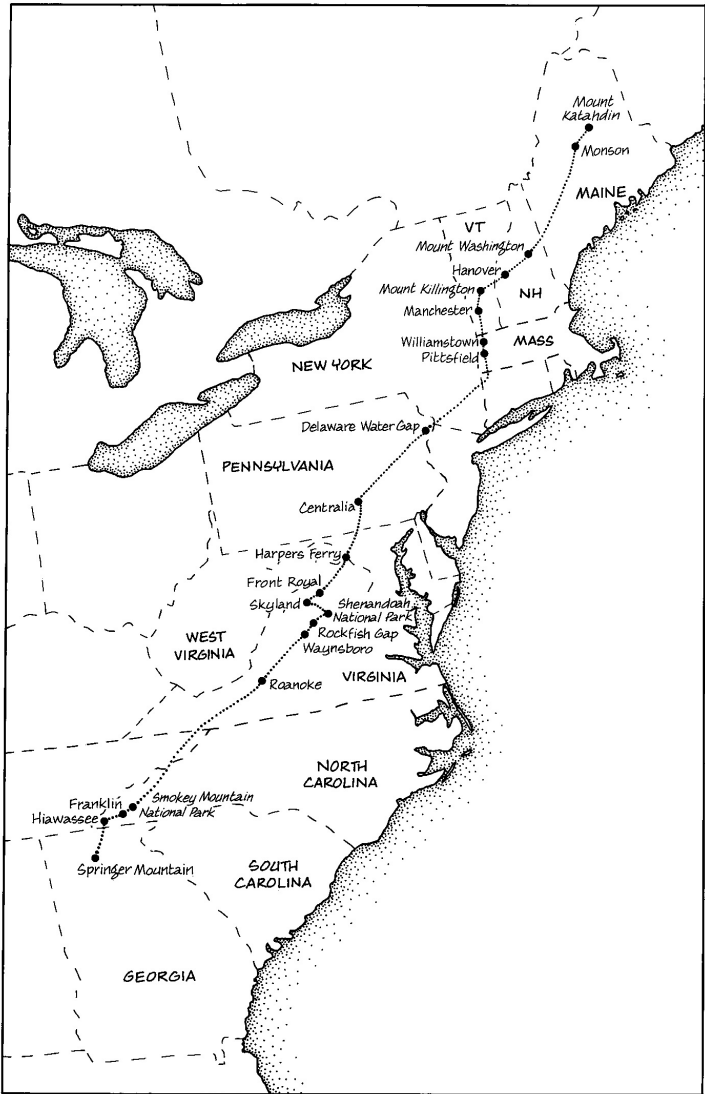 Mount
Katahdin
Monson
MAINE
VT
Mount Washington
Hanover
Mount Killington
NH
Manchester
Williamstown
MASS
Pittsfield
NEW YORK
Delaware Water Gap
PENNSYLVANIA
Centralia
Harpers Ferry
Front Royal
Skyland
Shenandoah
National Park
Rockfish Gap
Waynsboro
WEST
VIRGINIA
VIRGINIA
Roanoke
NORTH
CAROLINA
Franklin
Smokey Mountain
National Park
Hiawassee
Springer Mountain
SOUTH
CAROLINA
GEORGIA